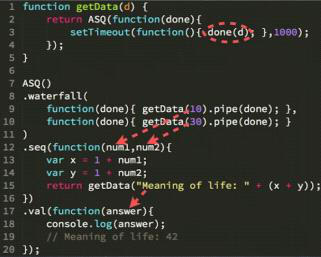 1 function getData(d) {
2     return ASQ(function(done){
3         setTimeout(function(){ done(d); },1000);
4     });
5 }
6
7 ASQ()
8 .waterfall(
9     function(done){ getData(10).pipe(done); },
10     function(done){ getData(30).pipe(done); }
11 )
12 .seq(function(num1,num2){
13     var x = 1 + num1;
14     var y = 1 + num2;
15     return getData("Meaning of life: " + (x + y));
16 })
17 .val(function(answer){
18     console.log(answer);
19     // Meaning of life: 42
20 });